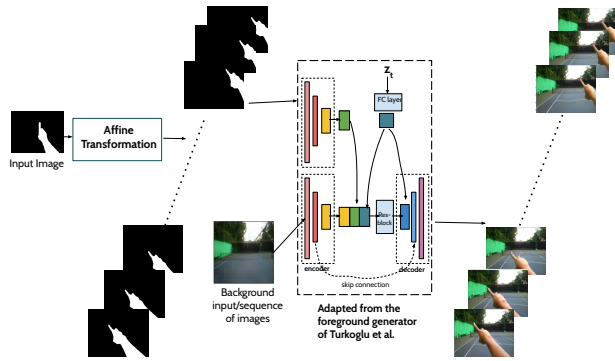 Input Image
Affine
Transformation
Z_t
FC layer
Res-
block
encoder
decoder
skip connection
Background
input/sequence
of images
Adapted from the
foreground generator
of Turkoglu et al.